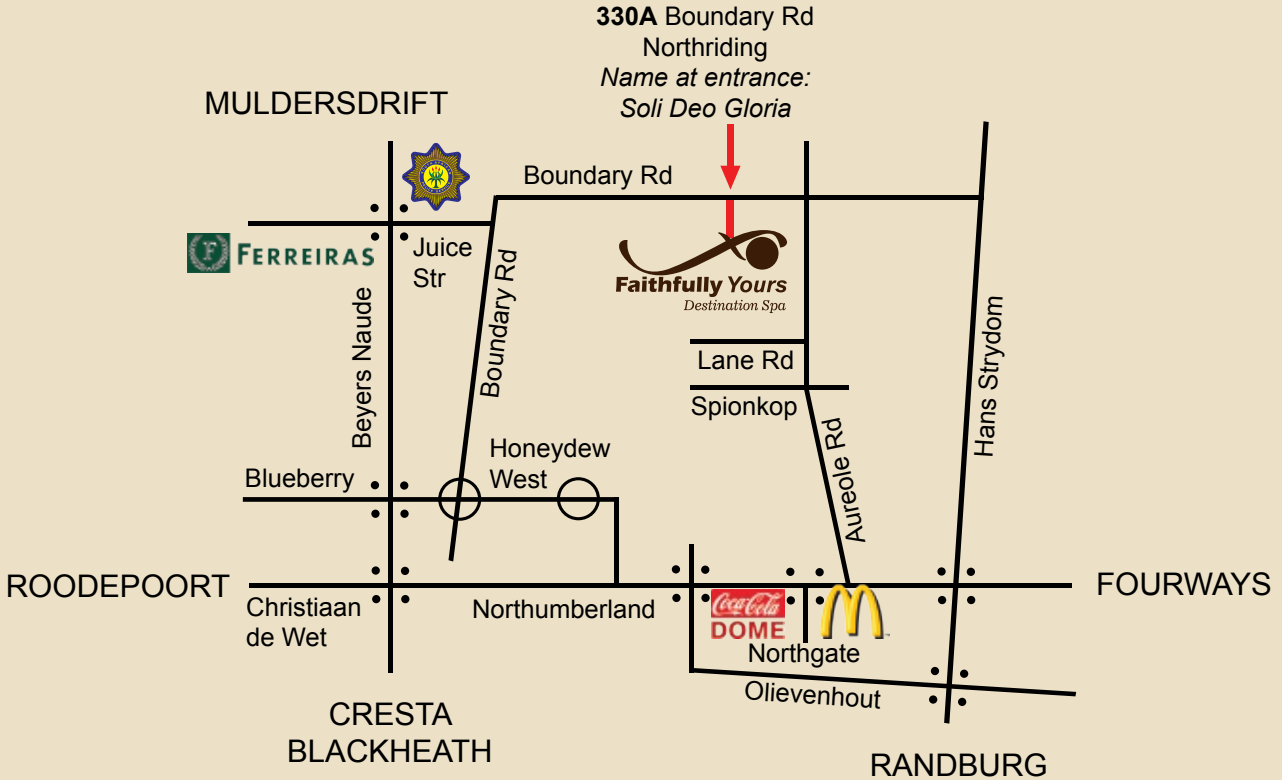 330A Boundary Rd
Northriding
Name at entrance:
Soli Deo Gloria
MULDERSDRIFT
Boundary Rd
F FERREIRAS
Juice
Str
Faithfully Yours
Destination Spa
Beyers Naude
Boundary Rd
Lane Rd
Spionkop
Hans Strydom
Aureole Rd
Honeydew
West
Blueberry
ROODEPOORT
FOURWAYS
Christiaan
de Wet
Northumberland
Coca-Cola
DOME
M
Northgate
Olievenhout
CRESTA
BLACKHEATH
RANDBURG